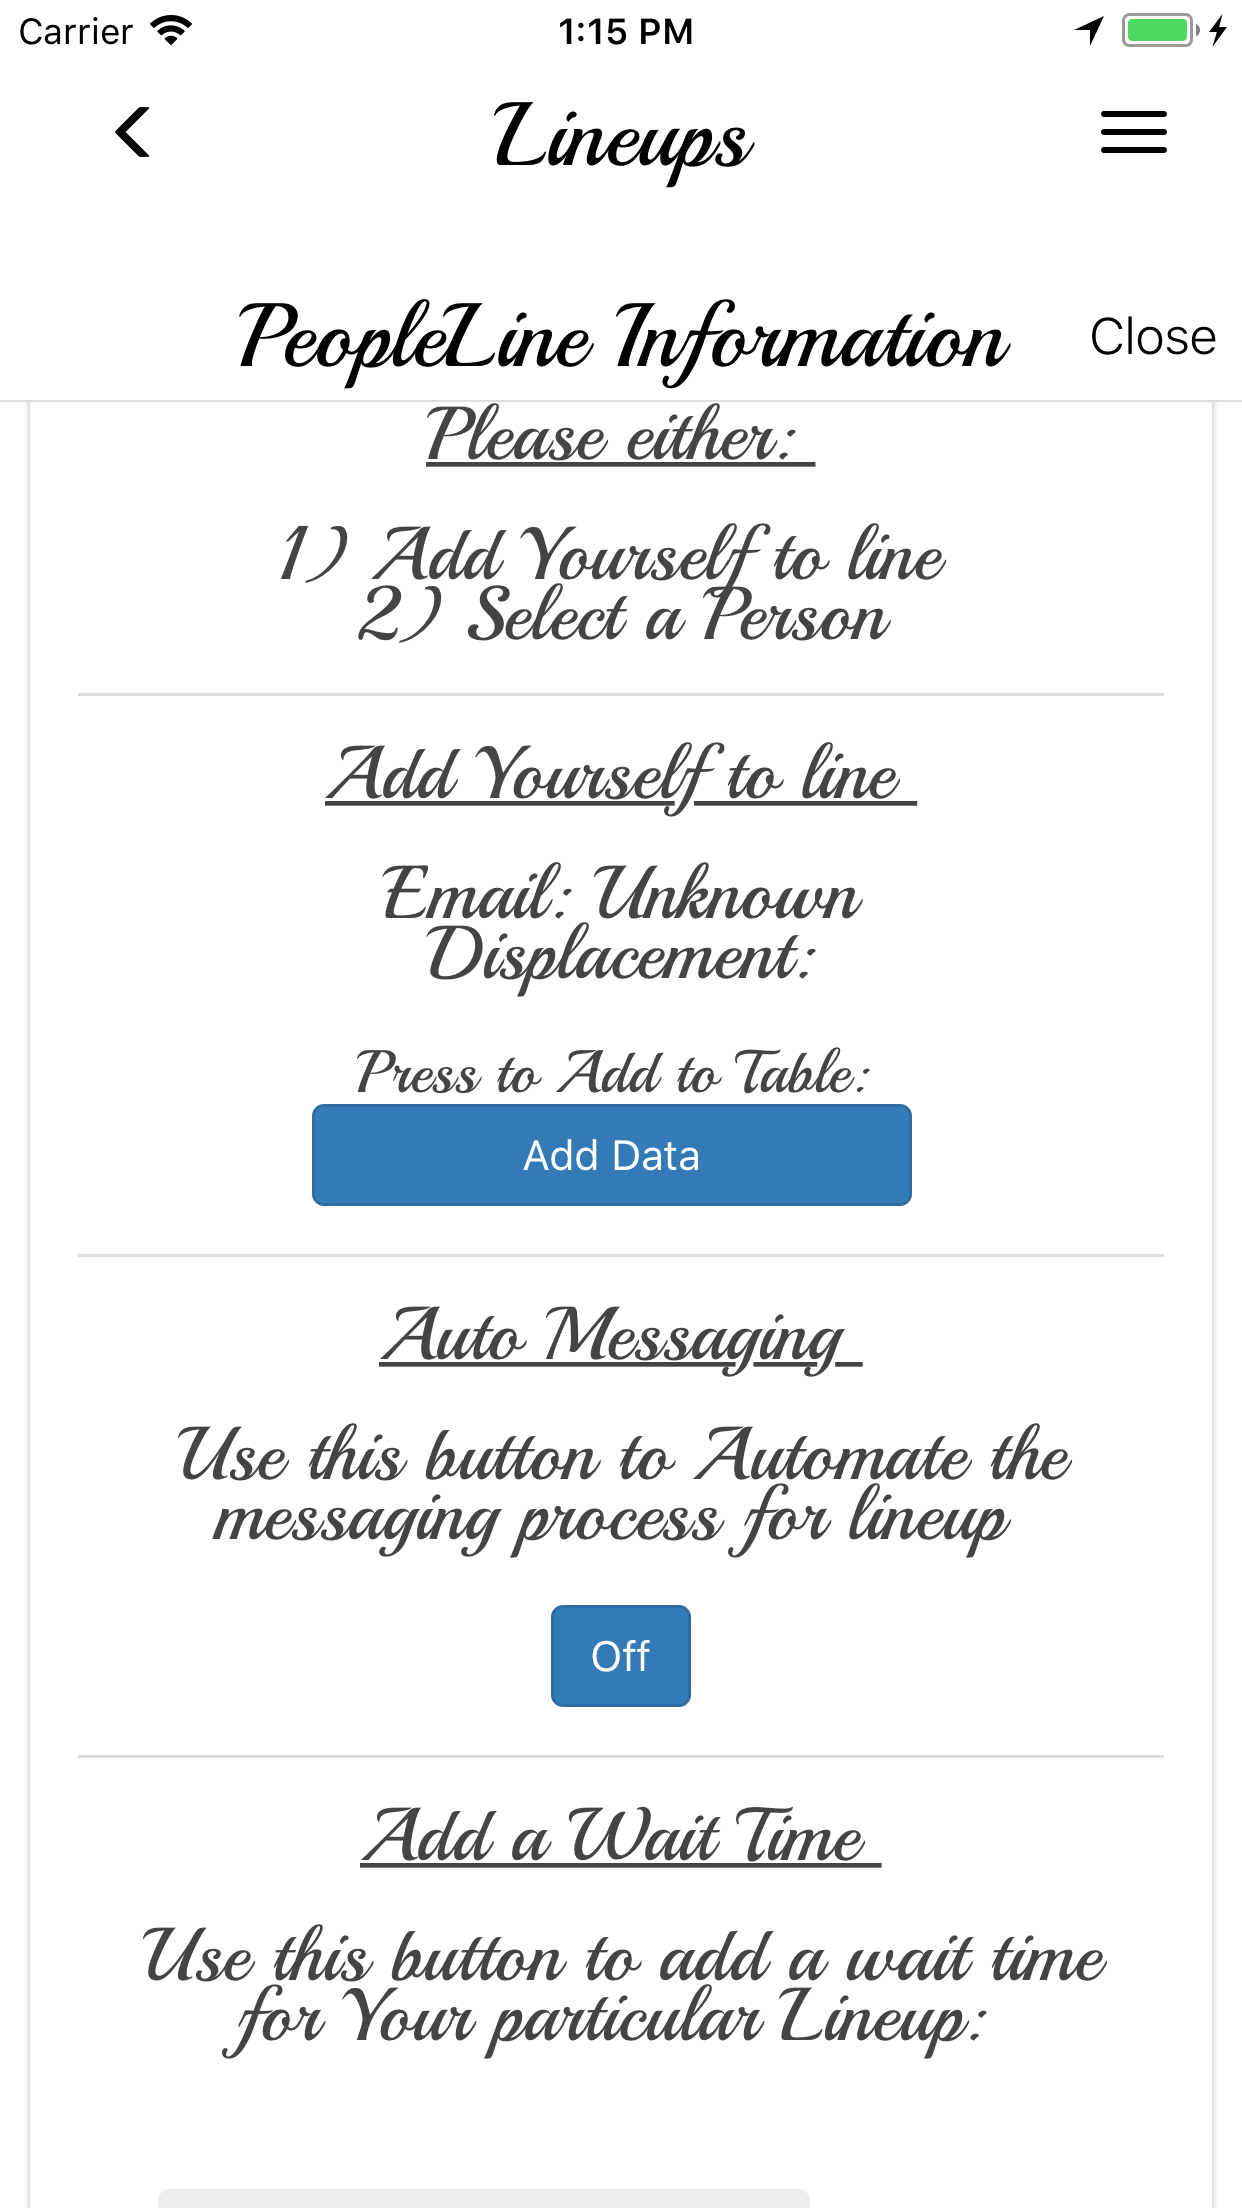 Carrier 1:15 PM
Lineups
PeopleLine Information Close
Please either:
1) Add Yourself to line
2) Select a Person
Add Yourself to line
Email: Unknown
Displacement:
Press to Add to Table:
Add Data
Auto Messaging
Use this button to Automate the
messaging process for lineup
Off
Add a Wait Time
Use this button to add a wait time
for Your particular Lineup: